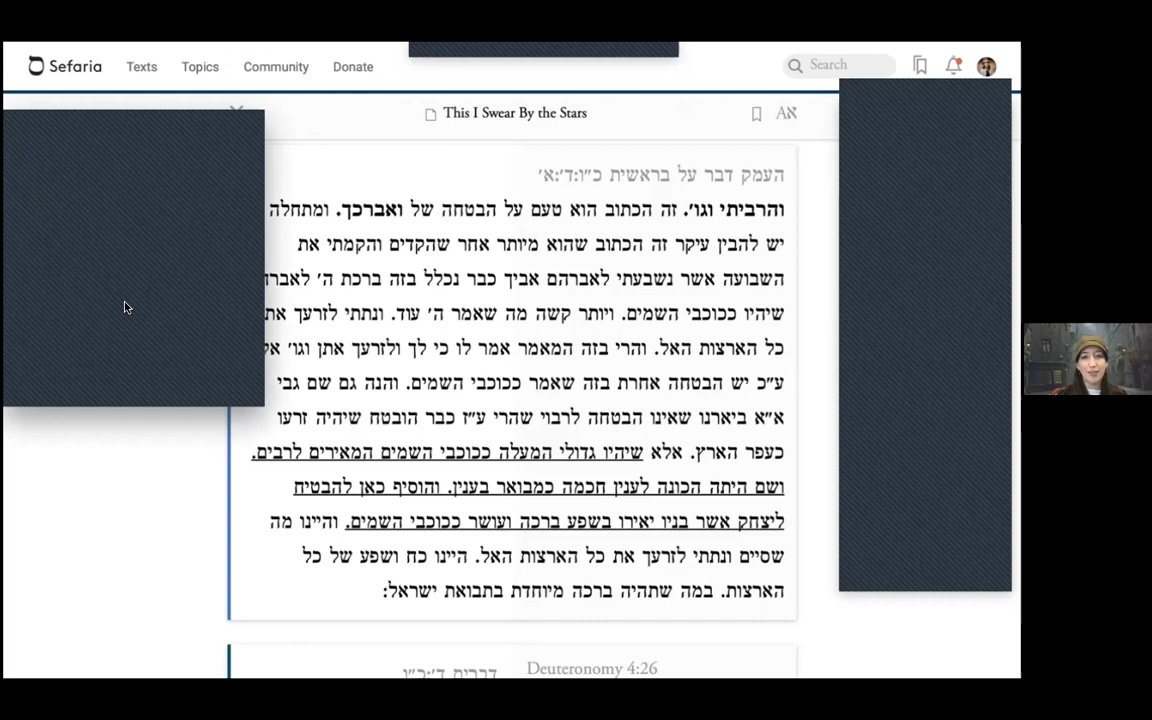 Sefaria Texts Topics Community Donate Search
This I Swear By the Stars Aא
העמק דבר על בראשית כ״ו:ד׳:א׳
והרביתי וגו׳. זה הכתוב הוא טעם על הבטחה של ואברכך. ומתחלה
יש להבין עיקר זה הכתוב שהוא מיותר אחר שהקדים והקמתי את
השבועה אשר נשבעתי לאברהם אביך כבר נכלל בזה ברכת ה׳
שיהיו ככוכבי השמים. ויותר קשה מה שאמר ה׳ עוד. ונתתי לזרעך את
כל הארצות האל. והרי בזה המאמר אמר לו כי לך ולזרעך אתן וגו׳
ע״כ יש הבטחה אחרת בזה שאמר ככוכבי השמים. והנה גם שם גבי
א״א ביארנו שאינו הבטחה לרבוי שהרי ע״ז כבר הובטח שיהיה זרעו
כעפר הארץ. אלא שיהיו גדולי המעלה ככוכבי השמים המאירים לרבים.
ושם היתה הכונה לענין חכמה כמבואר בענין. והוסיף כאן להבטיח
ליצחק אשר בניו יאירו בשפע ברכה ועושר ככוכבי השמים. והיינו מה
שסיים ונתתי לזרעך את כל הארצות האל. היינו כח ושפע של כל
הארצות. במה שתהיה ברכה מיוחדת בתבואת ישראל:
דברים ד׳:כ״ו Deuteronomy 4:26